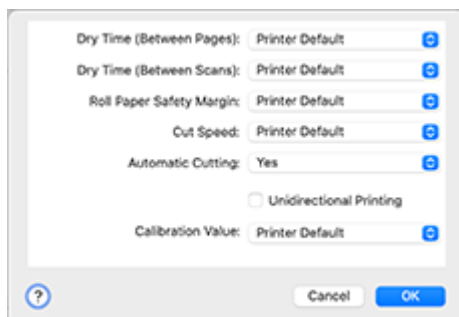 Dry Time (Between Pages): Printer Default
Dry Time (Between Scans): Printer Default
Roll Paper Safety Margin: Printer Default
Cut Speed: Printer Default
Automatic Cutting: Yes
Unidirectional Printing
Calibration Value: Printer Default
? Cancel OK